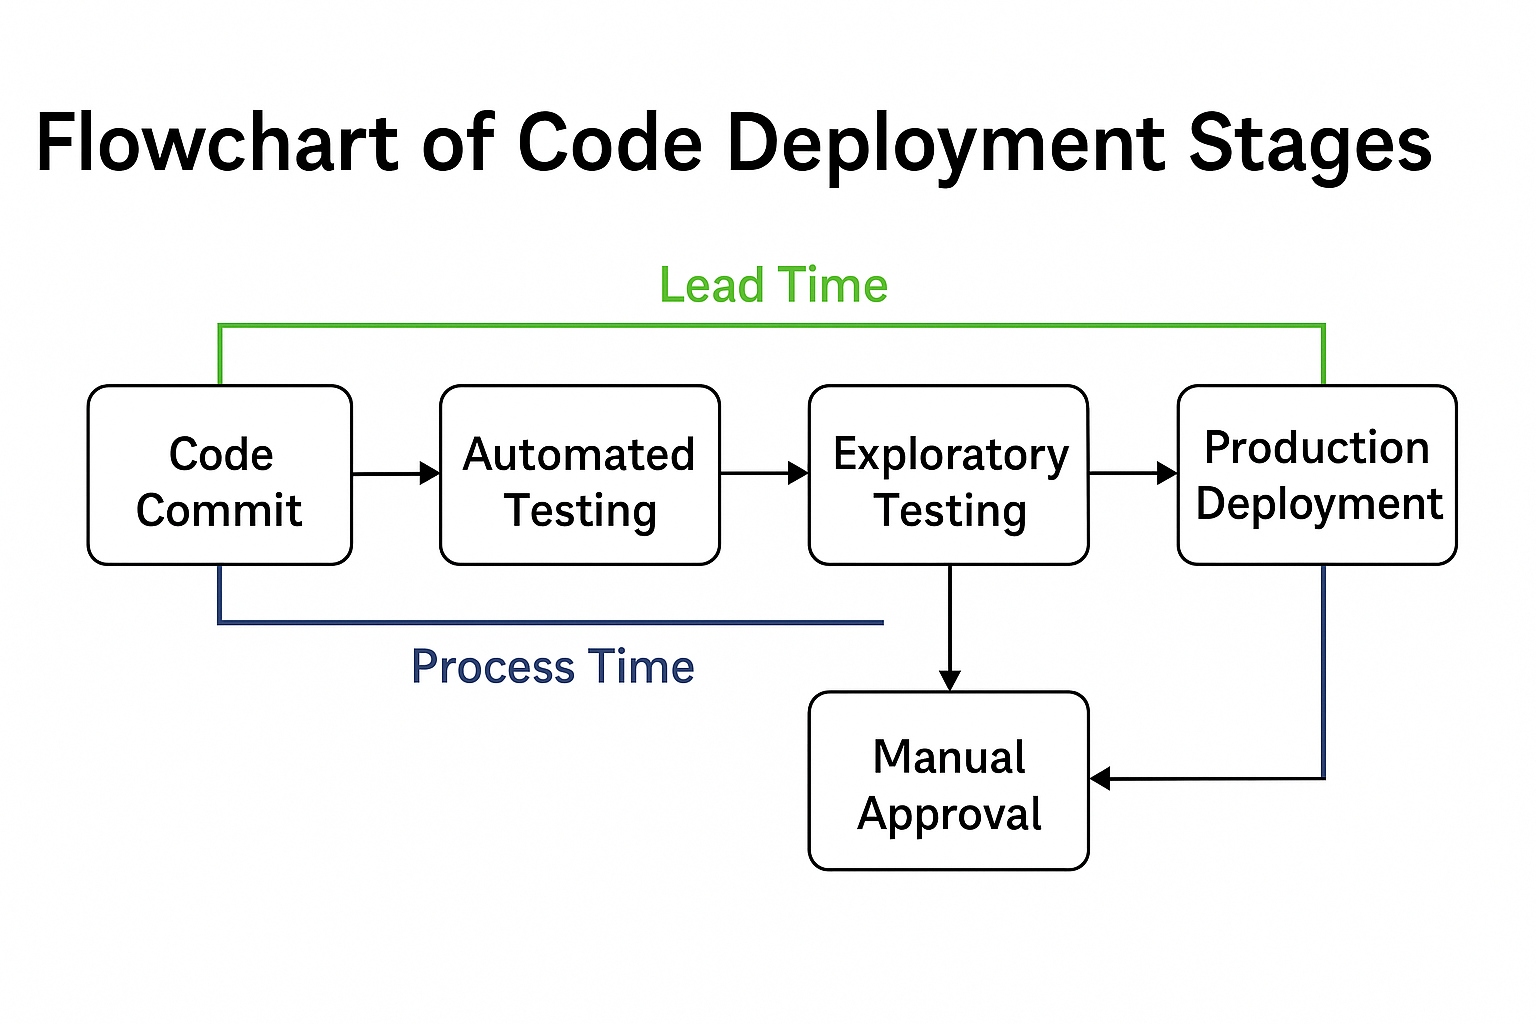 Flowchart of Code Deployment Stages
Lead Time
Code
Commit
Automated
Testing
Exploratory
Testing
Production
Deployment
Process Time
Manual
Approval